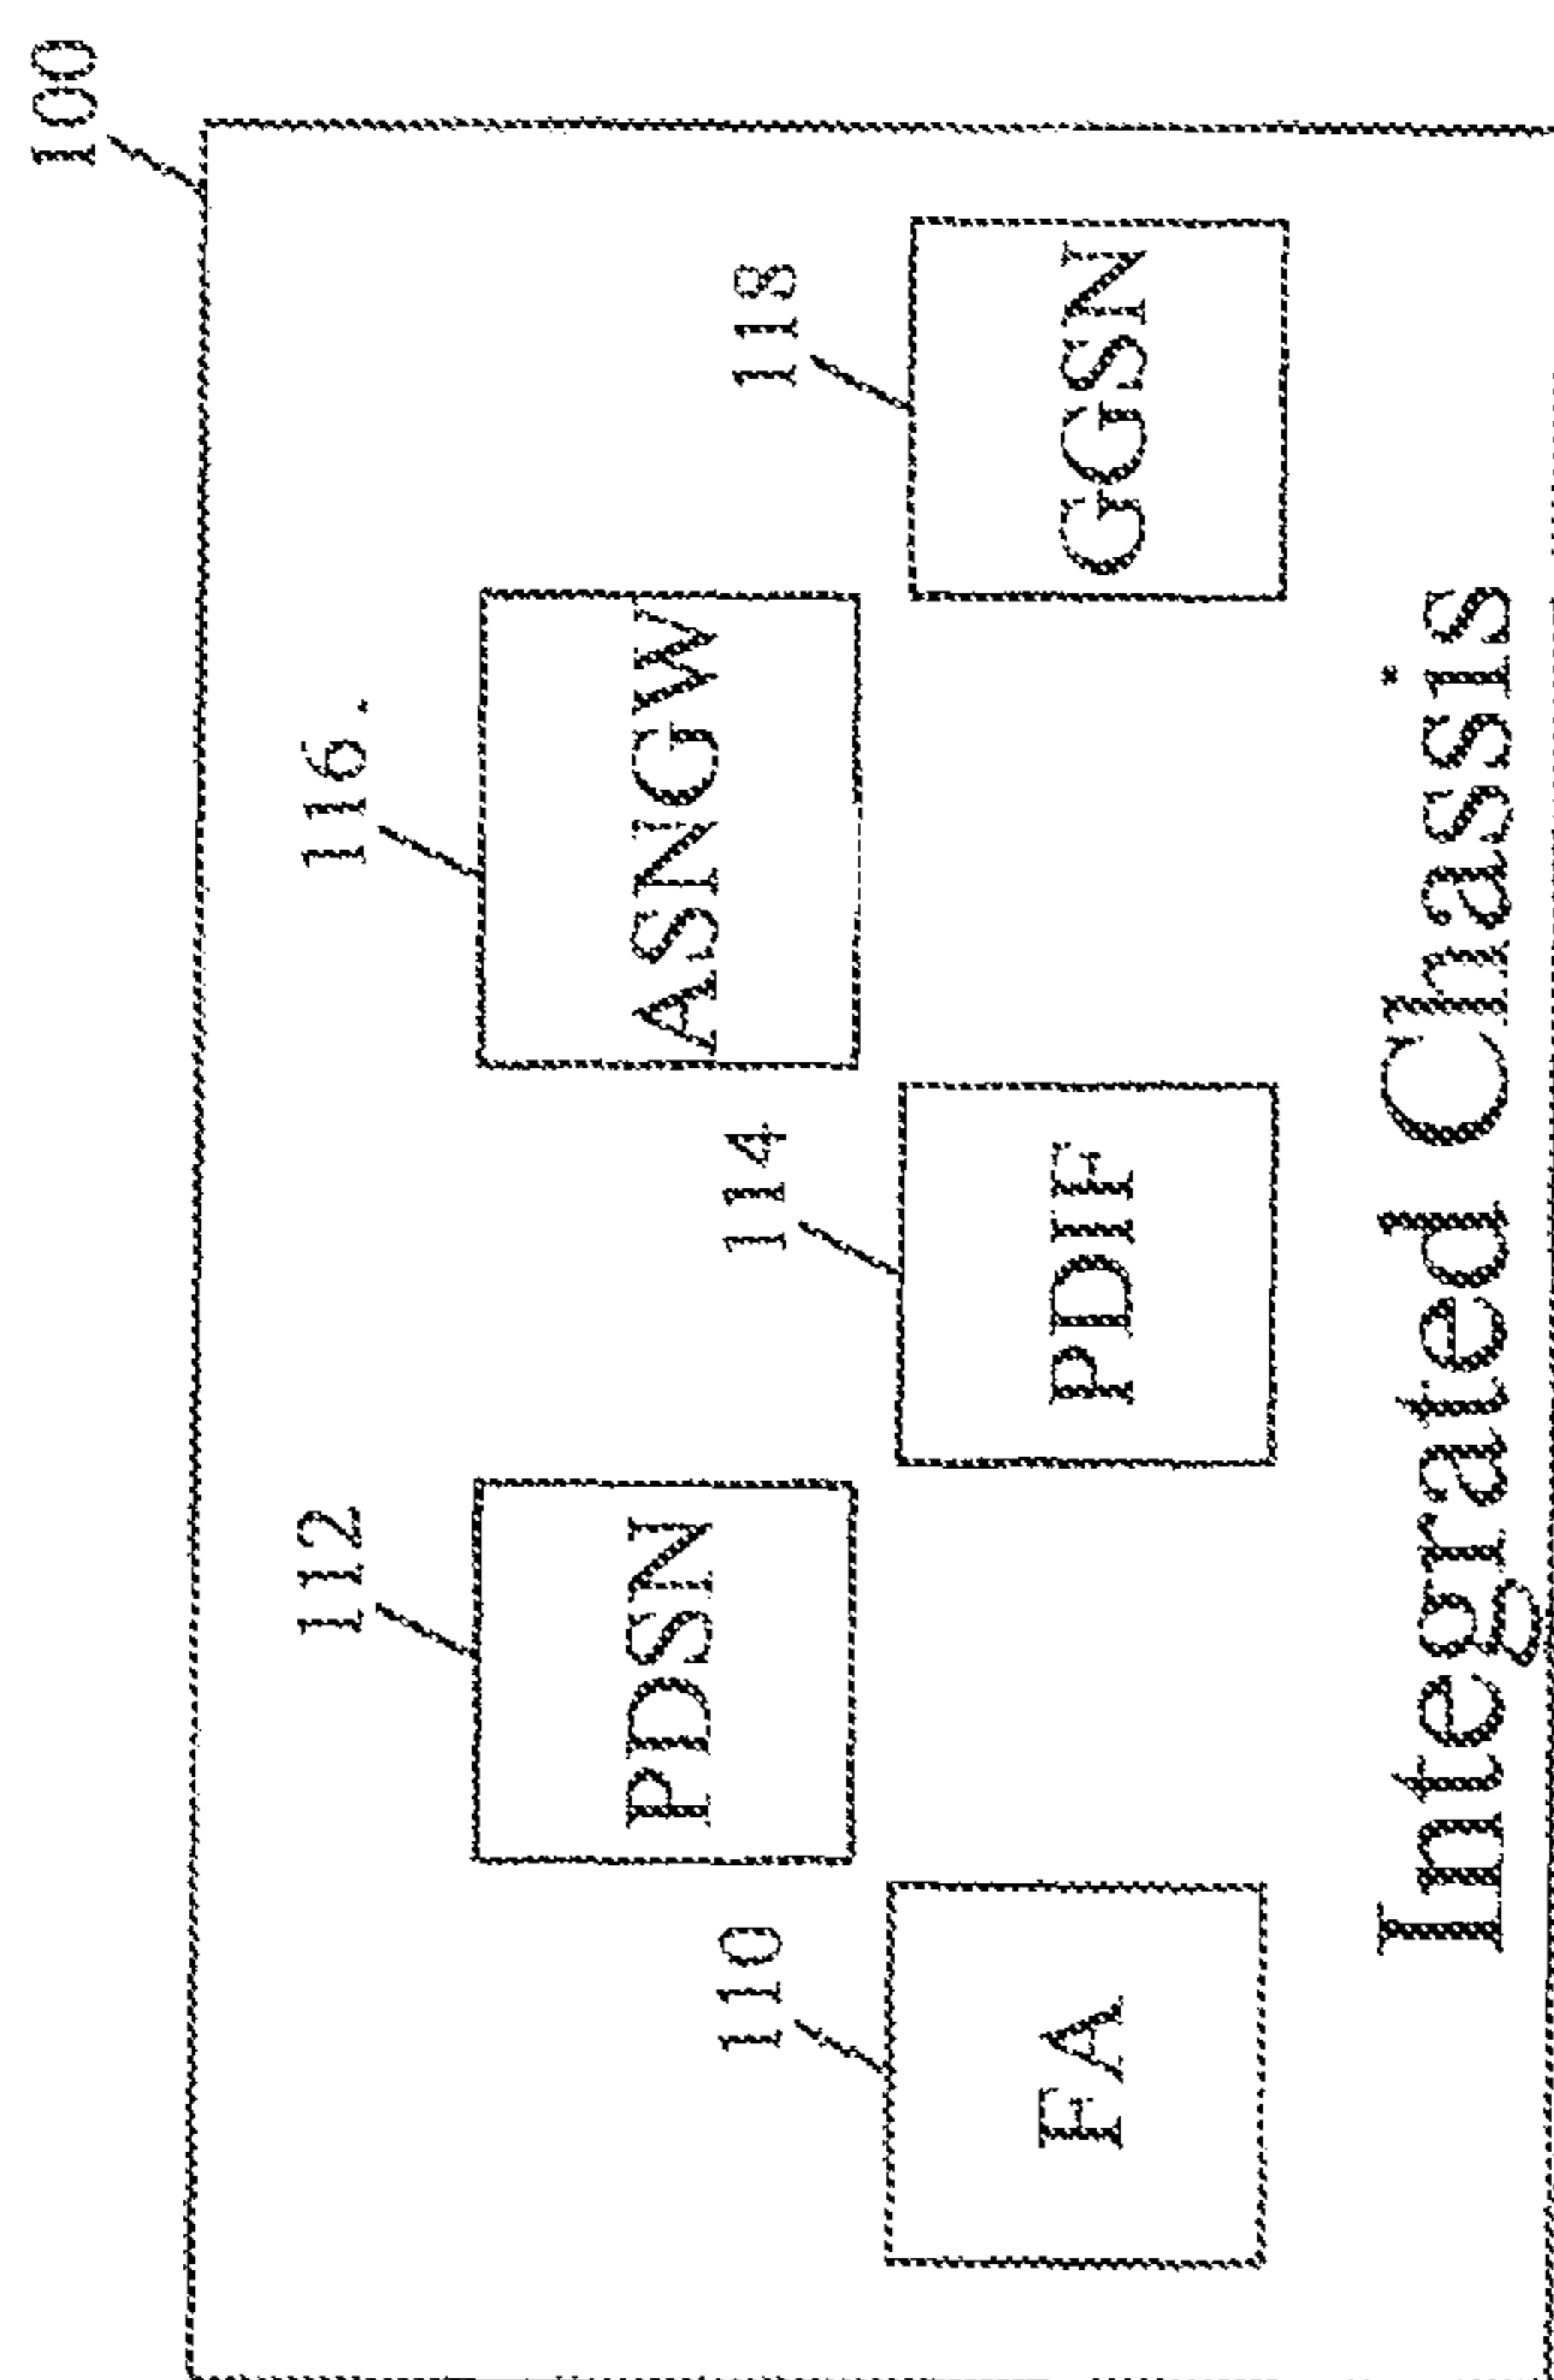 100
112
116.
PDSN
ASNGW
110
114
118
FA
PDIF
GGSN
Integrated Chassis